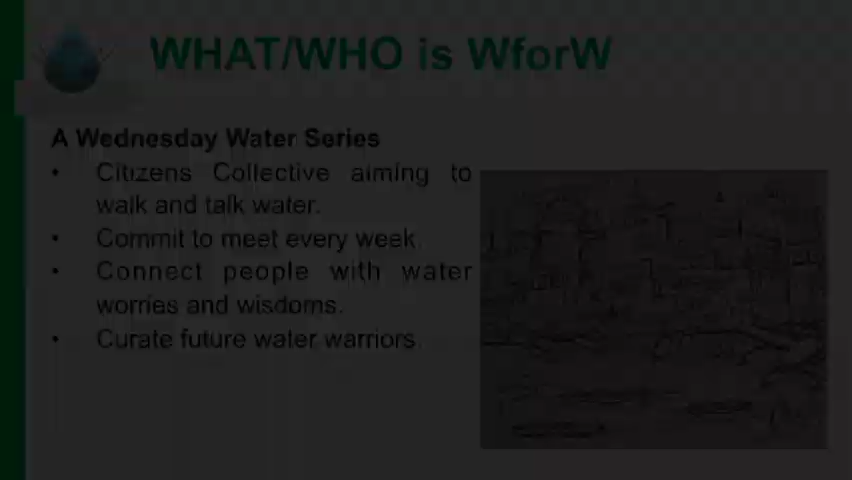 WHAT/WHO is WforW
A Wednesday Water Series
• Citizens Collective aiming to
walk and talk water.
• Commit to meet every week.
• Connect people with water
worries and wisdoms.
• Curate future water warriors.